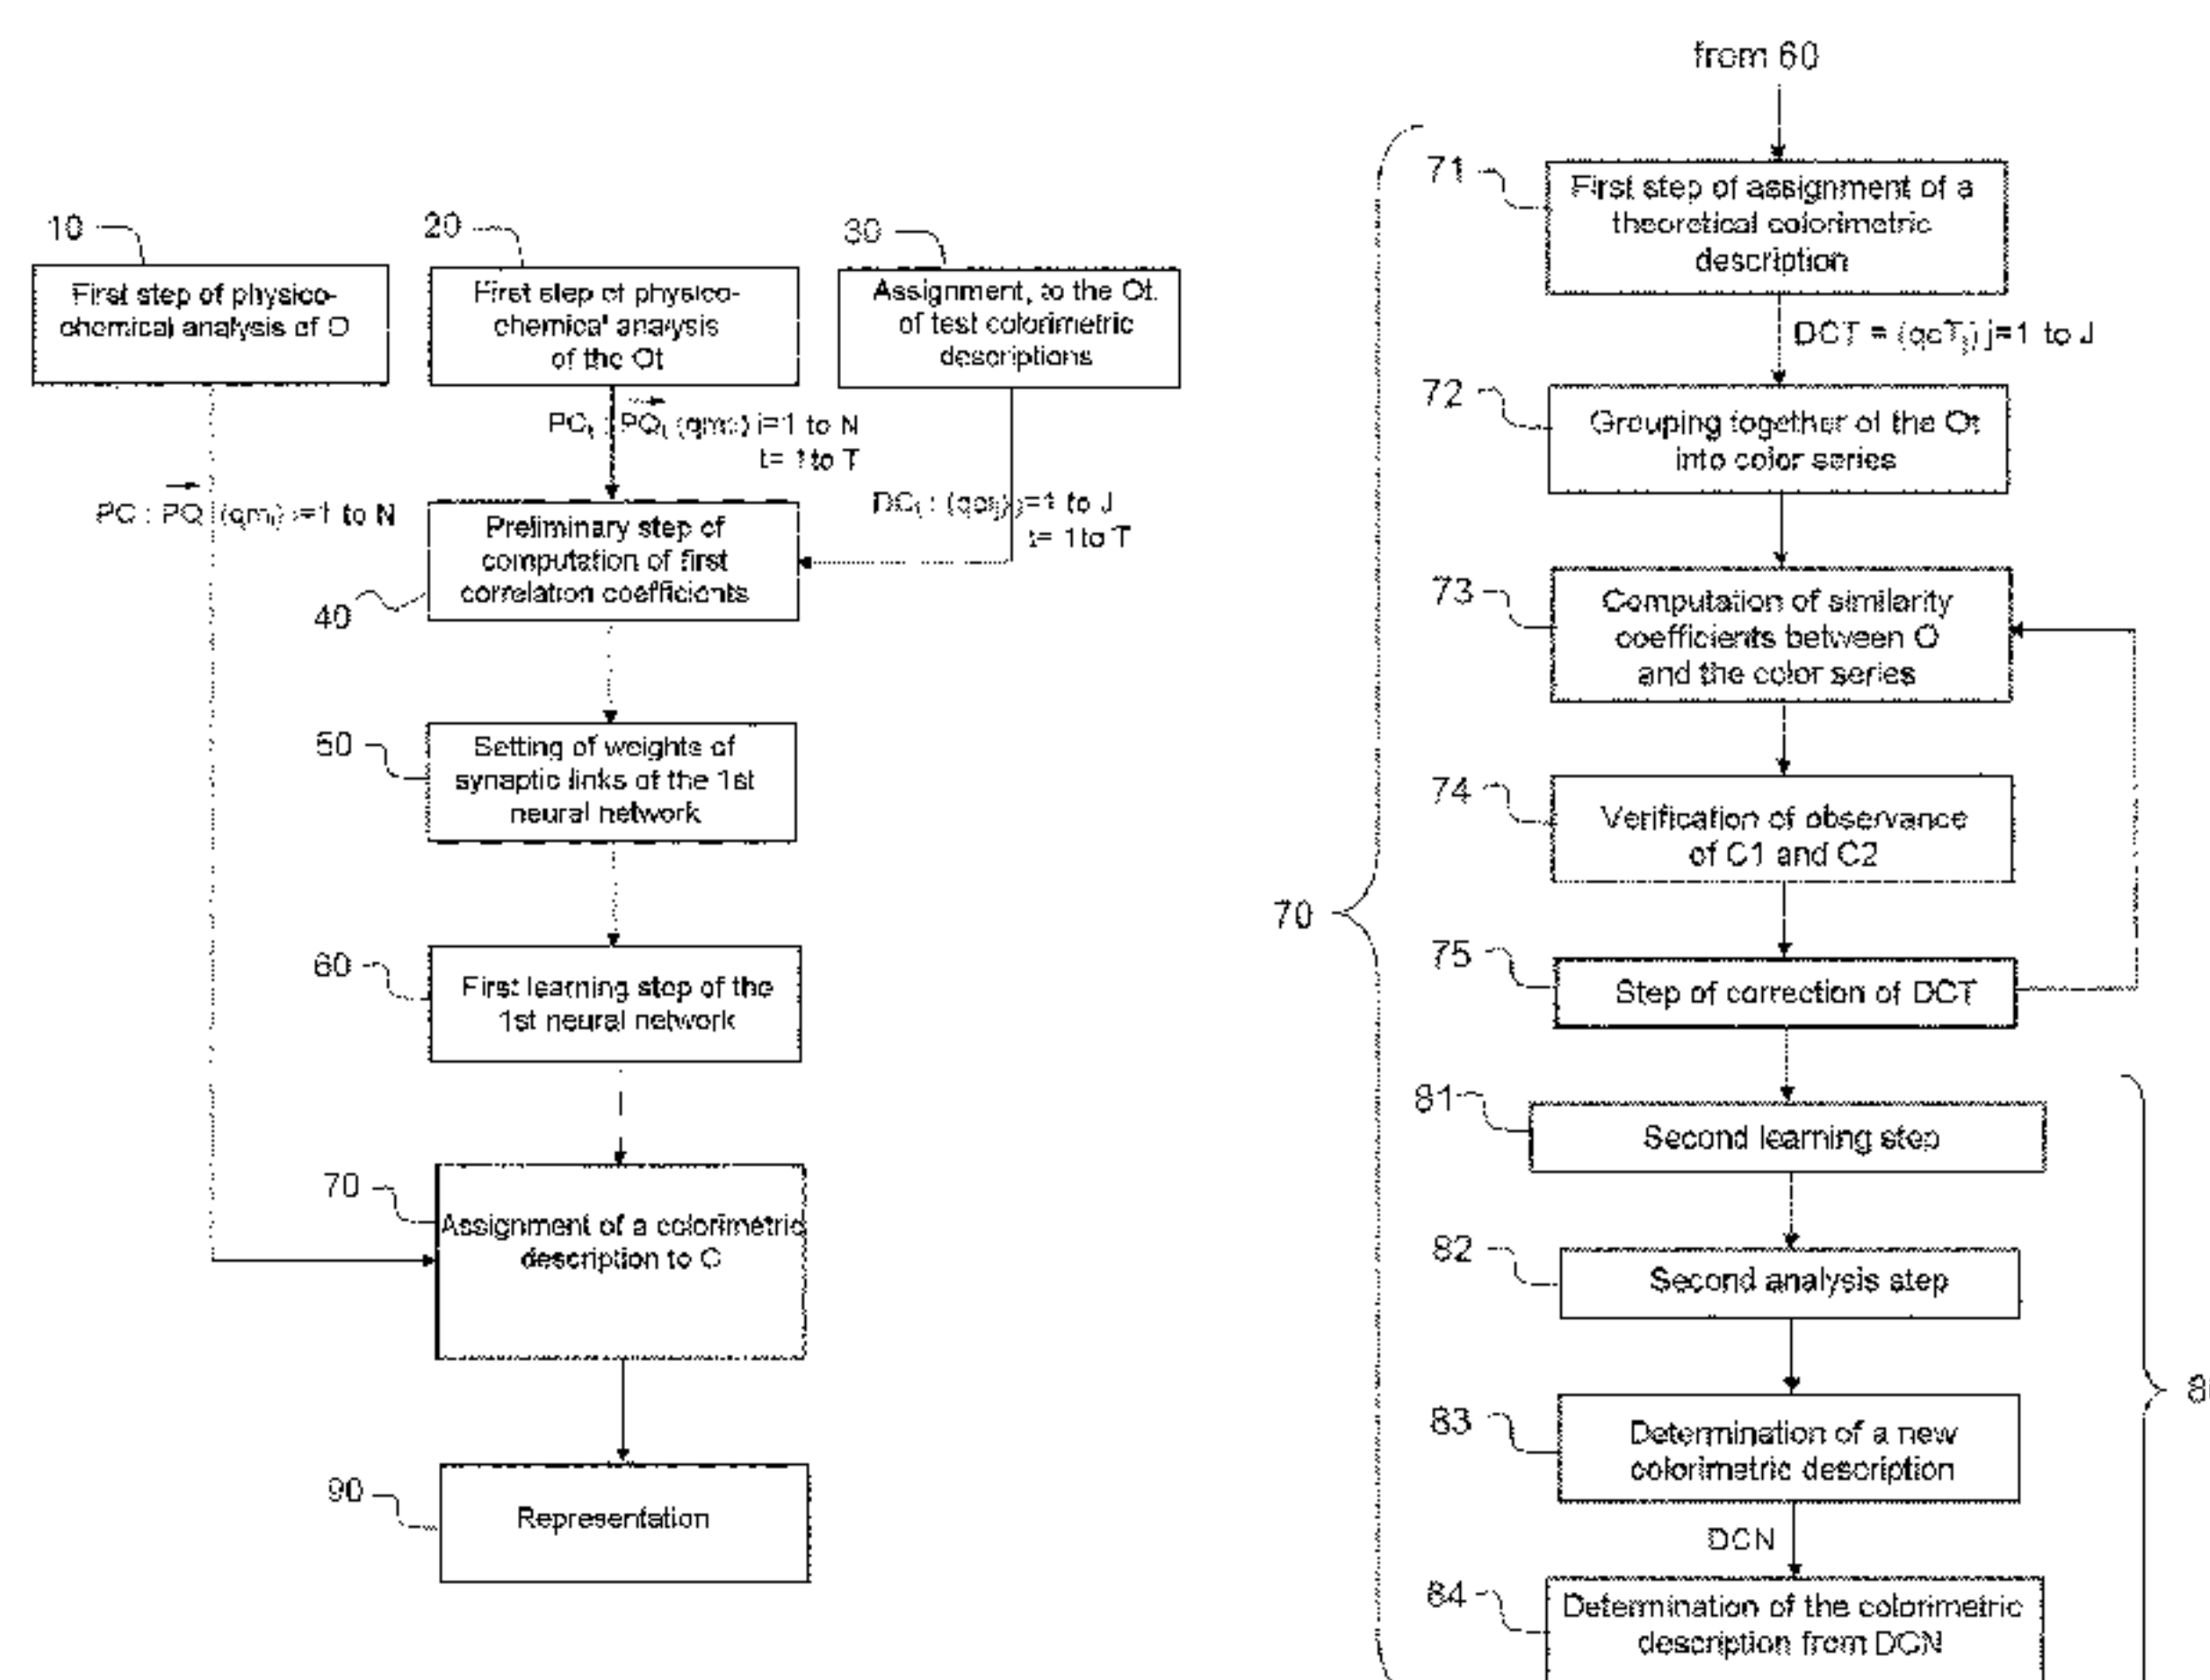 10
First step of physico-
chemical analysis of O
20
First step of physico-
chemical analysis
of the Ot
30
Assignment, to the Ot,
of test colorimetric
descriptions
i=1 to N
t= 1 to T
PC : PQ (qmi) i=1 to N
j=1 to J
t= 1 to T
Preliminary step of
computation of first
correlation coefficients
40
50
Setting of weights of
synaptic links of the 1st
neural network
60
First learning step of the
1st neural network
70
Assignment of a colorimetric
description to O
90
Representation
from 60
71
First step of assignment of a
theoretical colorimetric
description
DCT = (qcTj) j=1 to J
72
Grouping together of the Ot
into color series
73
Computation of similarity
coefficients between O
and the color series
74
Verification of observance
of C1 and C2
70
75
Step of correction of DCT
81
Second learning step
82
Second analysis step
83
Determination of a new
colorimetric description
DCN
84
Determination of the colorimetric
description from DCN